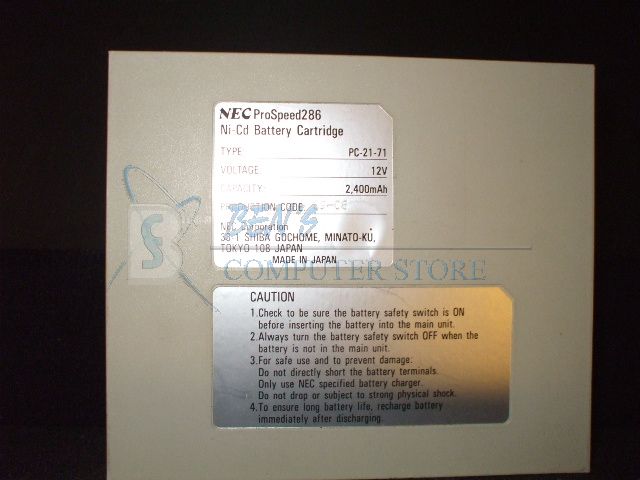 NEC ProSpeed286
Ni-Cd Battery Cartridge
TYPE: PC-21-71
VOLTAGE: 12V
CAPACITY: 2,400mAh
PRODUCTION CODE:
NEC Corporation
33-1 SHIBA GOCHOME, MINATO-KU,
TOKYO 108 JAPAN
MADE IN JAPAN
BEN'S
COMPUTER STORE
CAUTION
1.Check to be sure the battery safety switch is ON
before inserting the battery into the main unit.
2.Always turn the battery safety switch OFF when the
battery is not in the main unit.
3.For safe use and to prevent damage:
Do not directly short the battery terminals.
Only use NEC specified battery charger.
Do not drop or subject to strong physical shock.
4.To ensure long battery life, recharge battery
immediately after discharging.